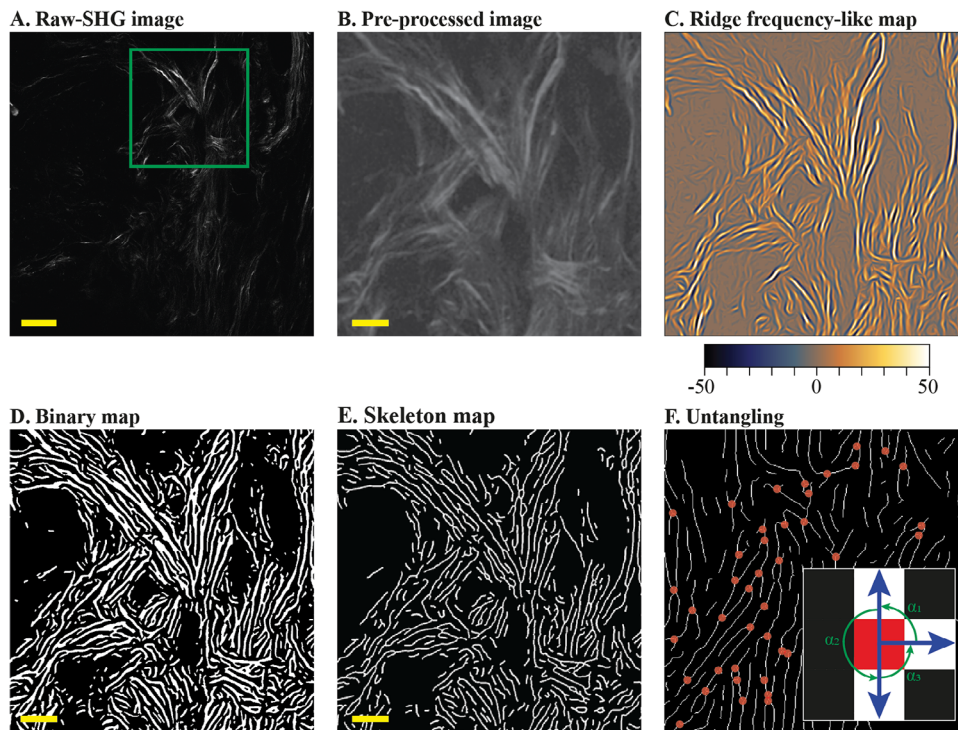 A. Raw-SHG image
B. Pre-processed image
C. Ridge frequency-like map
-50 0 50
D. Binary map
E. Skeleton map
F. Untangling
α1
α2
α3